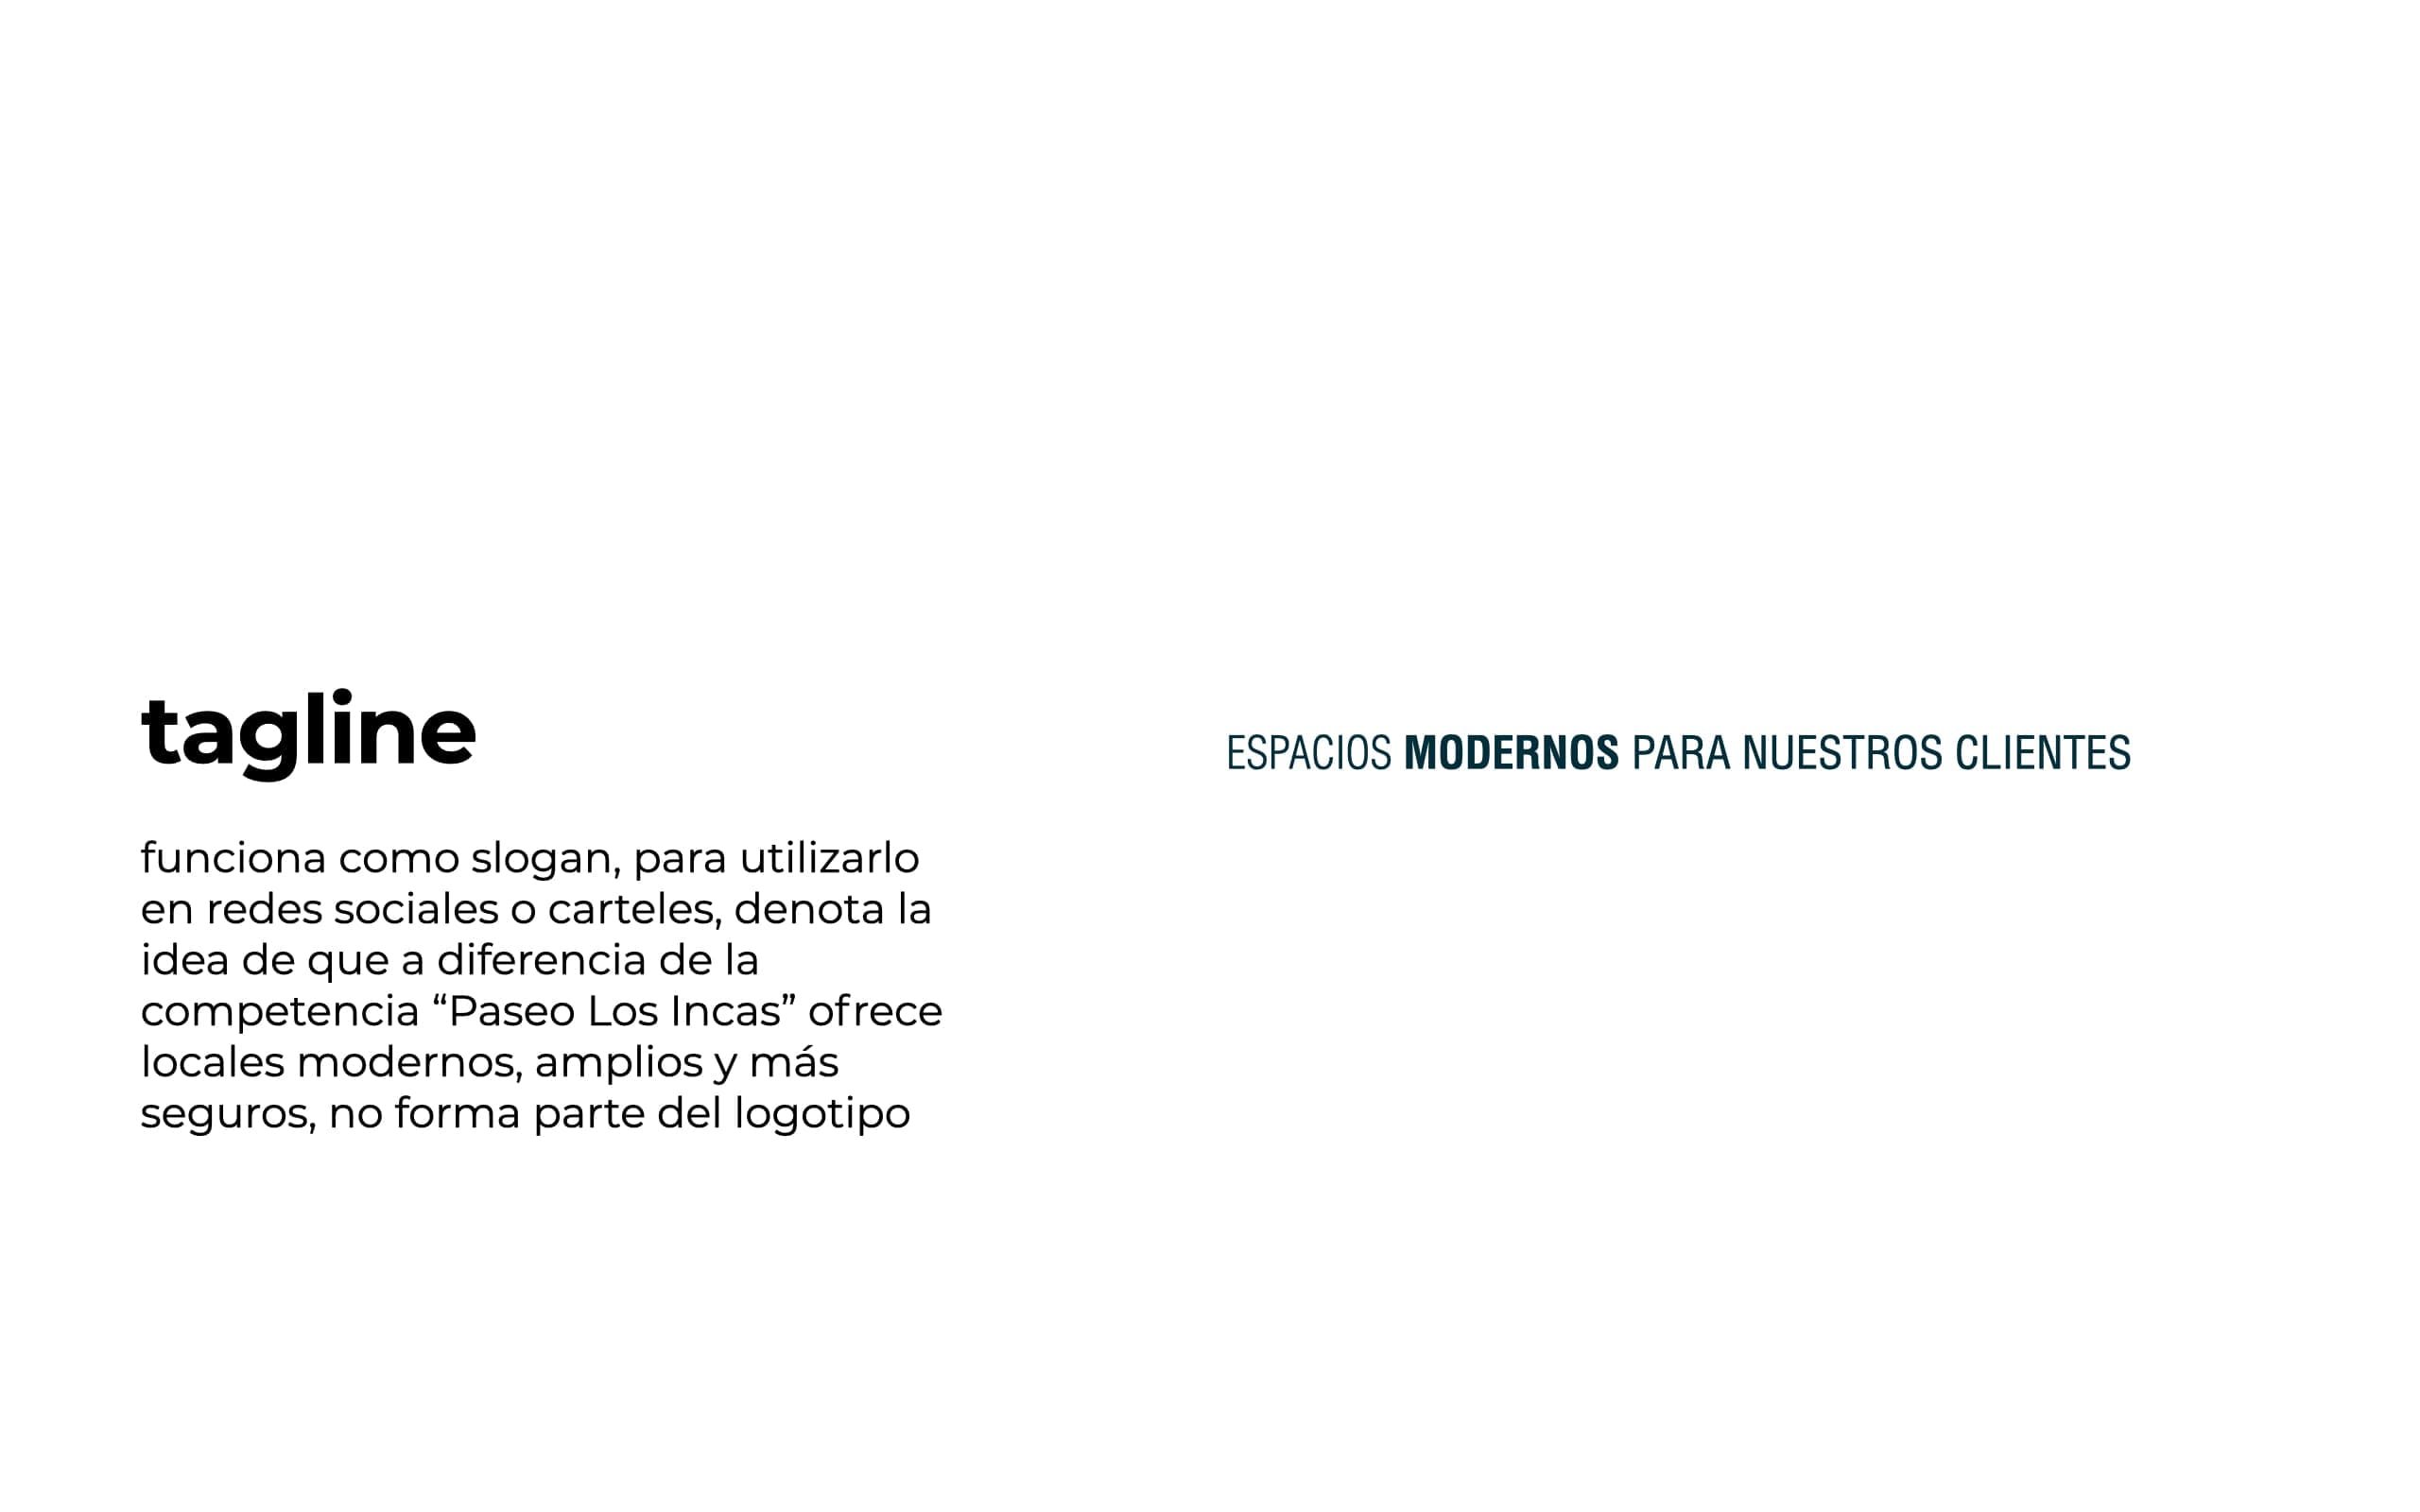 tagline
funciona como slogan, para utilizarlo
en redes sociales o carteles, denota la
idea de que a diferencia de la
competencia “Paseo Los Incas” ofrece
locales modernos, amplios y más
seguros, no forma parte del logotipo
ESPACIOS MODERNOS PARA NUESTROS CLIENTES